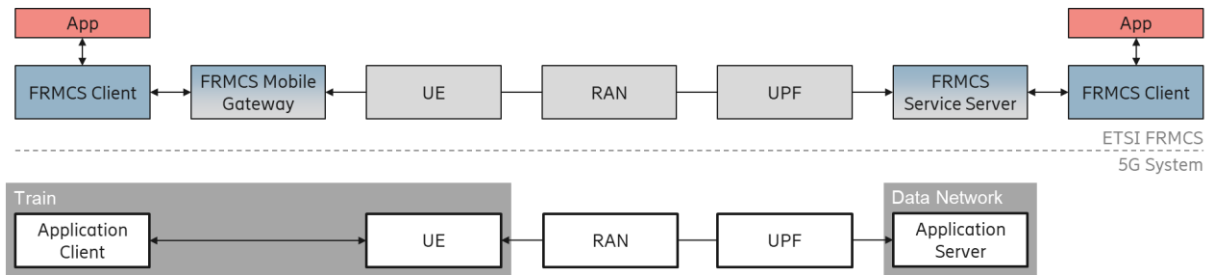 App
App
FRMCS Client
FRMCS Mobile
Gateway
UE
RAN
UPF
FRMCS
Service Server
FRMCS Client
ETSI FRMCS
5G System
Train
Data Network
Application
Client
UE
RAN
UPF
Application
Server